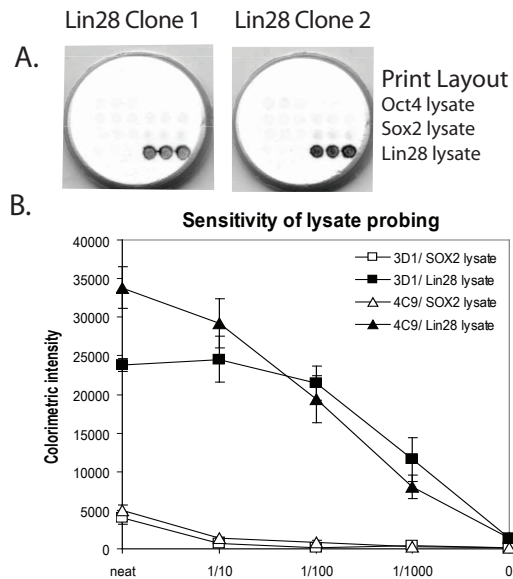 Lin28 Clone 1 Lin28 Clone 2
A.
Print Layout
Oct4 lysate
Sox2 lysate
Lin28 lysate
B.
Sensitivity of lysate probing
40000
35000
30000
25000
20000
15000
10000
5000
0
Colorimetric intensity
3D1/ SOX2 lysate
3D1/ Lin28 lysate
4C9/ SOX2 lysate
4C9/ Lin28 lysate
neat 1/10 1/100 1/1000 0